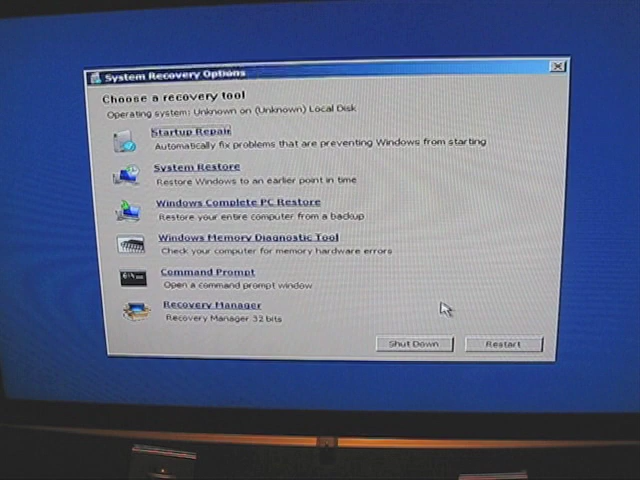 System Recovery Options
Choose a recovery tool
Operating system: Unknown on (Unknown) Local Disk
Startup Repair
Automatically fix problems that are preventing Windows from starting
System Restore
Restore Windows to an earlier point in time
Windows Complete PC Restore
Restore your entire computer from a backup
Windows Memory Diagnostic Tool
Check your computer for memory hardware errors
Command Prompt
Open a command prompt window
Recovery Manager
Recovery Manager 32 bits
Shut Down
Restart